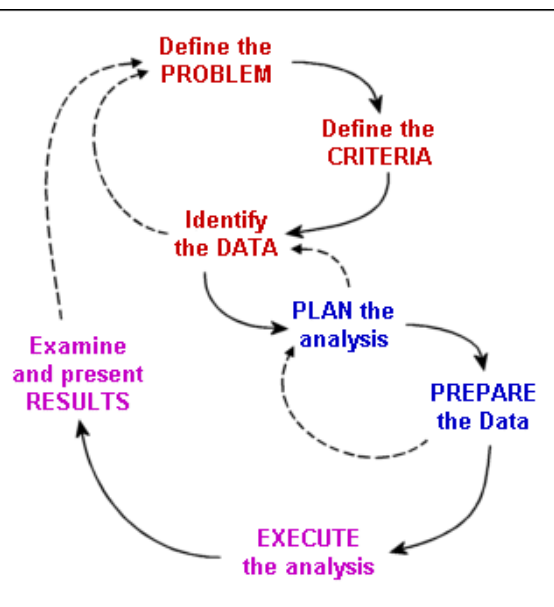 Define the
PROBLEM
Define the
CRITERIA
Identify
the DATA
PLAN the
analysis
PREPARE
the Data
EXECUTE
the analysis
Examine
and present
RESULTS